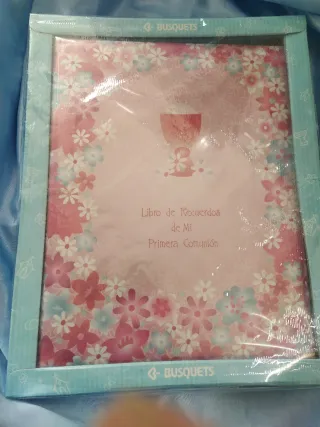 BUSQUETS
Libro de Recuerdos
de Mi
Primera Comunión
BUSQUETS